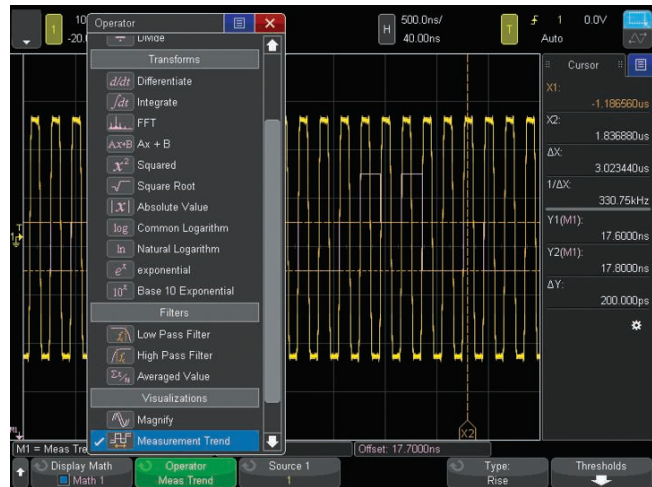 1
10
-20.
Operator
H
500.0ns/
40.00ns
T
1
0.0V
Auto
Divide
Transforms
d/dt Differentiate
∫dt Integrate
FFT
Ax+B Ax + B
x² Squared
√ Square Root
|x| Absolute Value
log Common Logarithm
ln Natural Logarithm
eˣ exponential
10ˣ Base 10 Exponential
Filters
Low Pass Filter
High Pass Filter
Averaged Value
Visualizations
Magnify
Measurement Trend
Cursor
X1:
-1.186560us
X2:
1.836880us
ΔX:
3.023440us
1/ΔX:
330.75kHz
Y1(M1):
17.6000ns
Y2(M1):
17.8000ns
ΔY:
200.000ps
T
1
X2
M1
M1 = Meas Tre
Offset: 17.7000ns
Display Math
Math 1
Operator
Meas Trend
Source 1
1
Type:
Rise
Thresholds